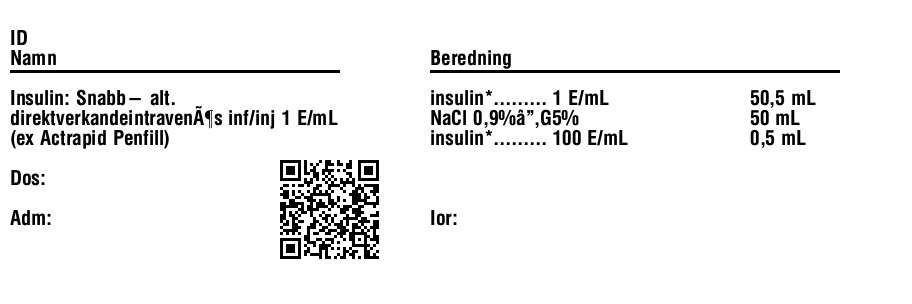 ID
Namn
Beredning
Insulin: Snabb– alt.
direktverkandeintravenÃ¶s inf/inj 1 E/mL
(ex Actrapid Penfill)
insulin*......... 1 E/mL 50,5 mL
NaCl 0,9%â”,G5% 50 mL
insulin*......... 100 E/mL 0,5 mL
Dos:
Adm:
Ior: